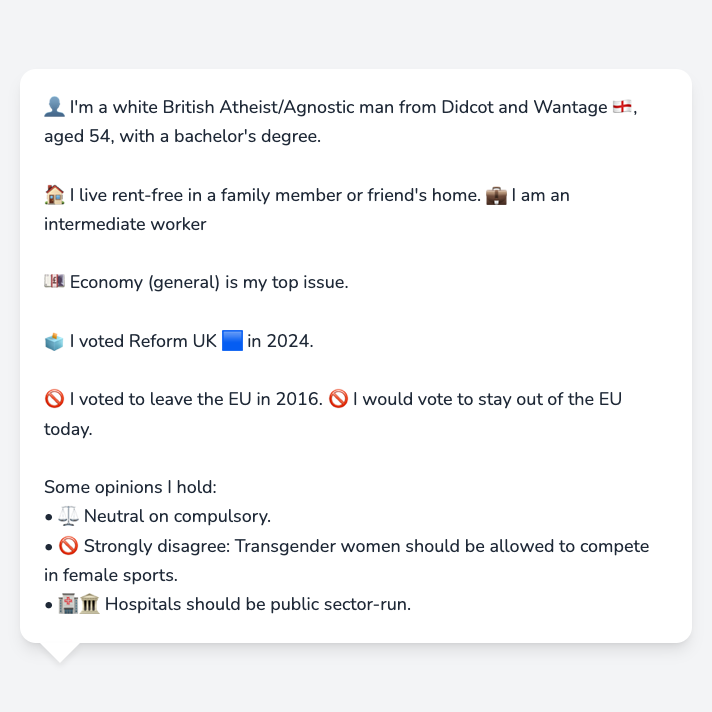 👤 I'm a white British Atheist/Agnostic man from Didcot and Wantage 🏴󠁧󠁢󠁥󠁮󠁧󠁿,
aged 54, with a bachelor's degree.
🏠 I live rent-free in a family member or friend's home. 💼 I am an
intermediate worker
💷 Economy (general) is my top issue.
🗳️ I voted Reform UK 🟦 in 2024.
🚫 I voted to leave the EU in 2016. 🚫 I would vote to stay out of the EU
today.
Some opinions I hold:
• ⚖️ Neutral on compulsory.
• 🚫 Strongly disagree: Transgender women should be allowed to compete
in female sports.
• 🏥🏛️ Hospitals should be public sector-run.